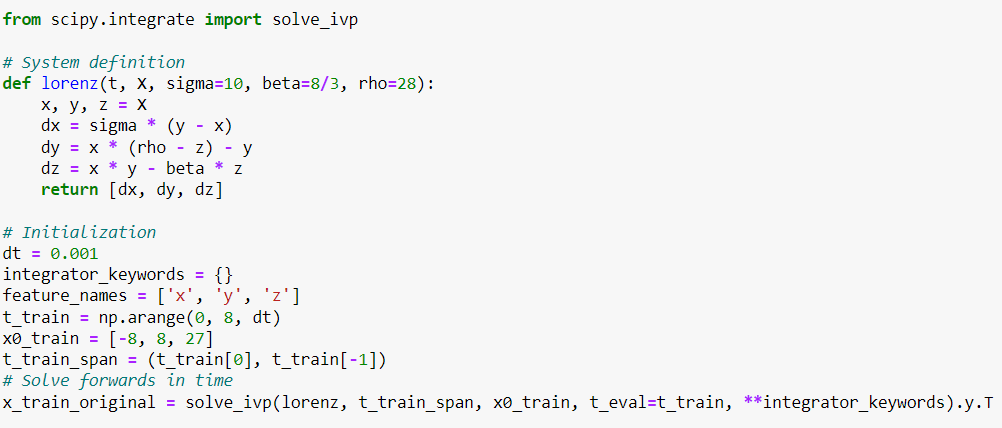 from scipy.integrate import solve_ivp

# System definition
def lorenz(t, X, sigma=10, beta=8/3, rho=28):
    x, y, z = X
    dx = sigma * (y - x)
    dy = x * (rho - z) - y
    dz = x * y - beta * z
    return [dx, dy, dz]

# Initialization
dt = 0.001
integrator_keywords = {}
feature_names = ['x', 'y', 'z']
t_train = np.arange(0, 8, dt)
x0_train = [-8, 8, 27]
t_train_span = (t_train[0], t_train[-1])
# Solve forwards in time
x_train_original = solve_ivp(lorenz, t_train_span, x0_train, t_eval=t_train, **integrator_keywords).y.T